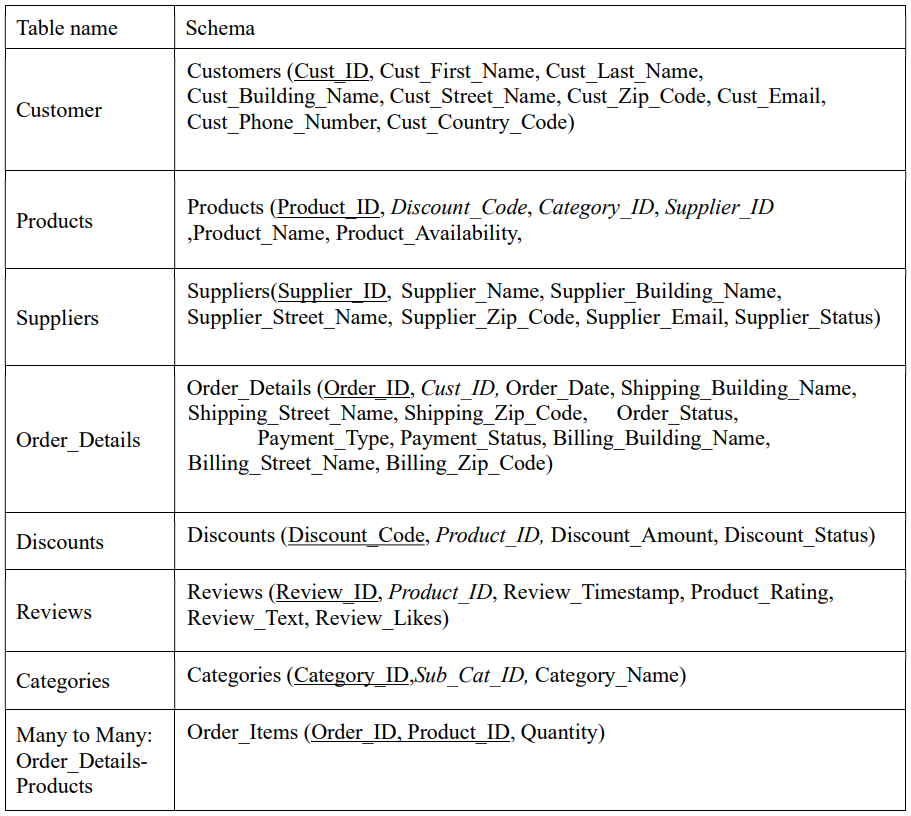 Table name
Schema
Customer
Customers (Cust_ID, Cust_First_Name, Cust_Last_Name,
Cust_Building_Name, Cust_Street_Name, Cust_Zip_Code, Cust_Email,
Cust_Phone_Number, Cust_Country_Code)
Products
Products (Product_ID, Discount_Code, Category_ID, Supplier_ID
,Product_Name, Product_Availability,
Suppliers
Suppliers(Supplier_ID, Supplier_Name, Supplier_Building_Name,
Supplier_Street_Name, Supplier_Zip_Code, Supplier_Email, Supplier_Status)
Order_Details
Order_Details (Order_ID, Cust_ID, Order_Date, Shipping_Building_Name,
Shipping_Street_Name, Shipping_Zip_Code, Order_Status,
Payment_Type, Payment_Status, Billing_Building_Name,
Billing_Street_Name, Billing_Zip_Code)
Discounts
Discounts (Discount_Code, Product_ID, Discount_Amount, Discount_Status)
Reviews
Reviews (Review_ID, Product_ID, Review_Timestamp, Product_Rating,
Review_Text, Review_Likes)
Categories
Categories (Category_ID,Sub_Cat_ID, Category_Name)
Many to Many:
Order_Details-
Products
Order_Items (Order_ID, Product_ID, Quantity)